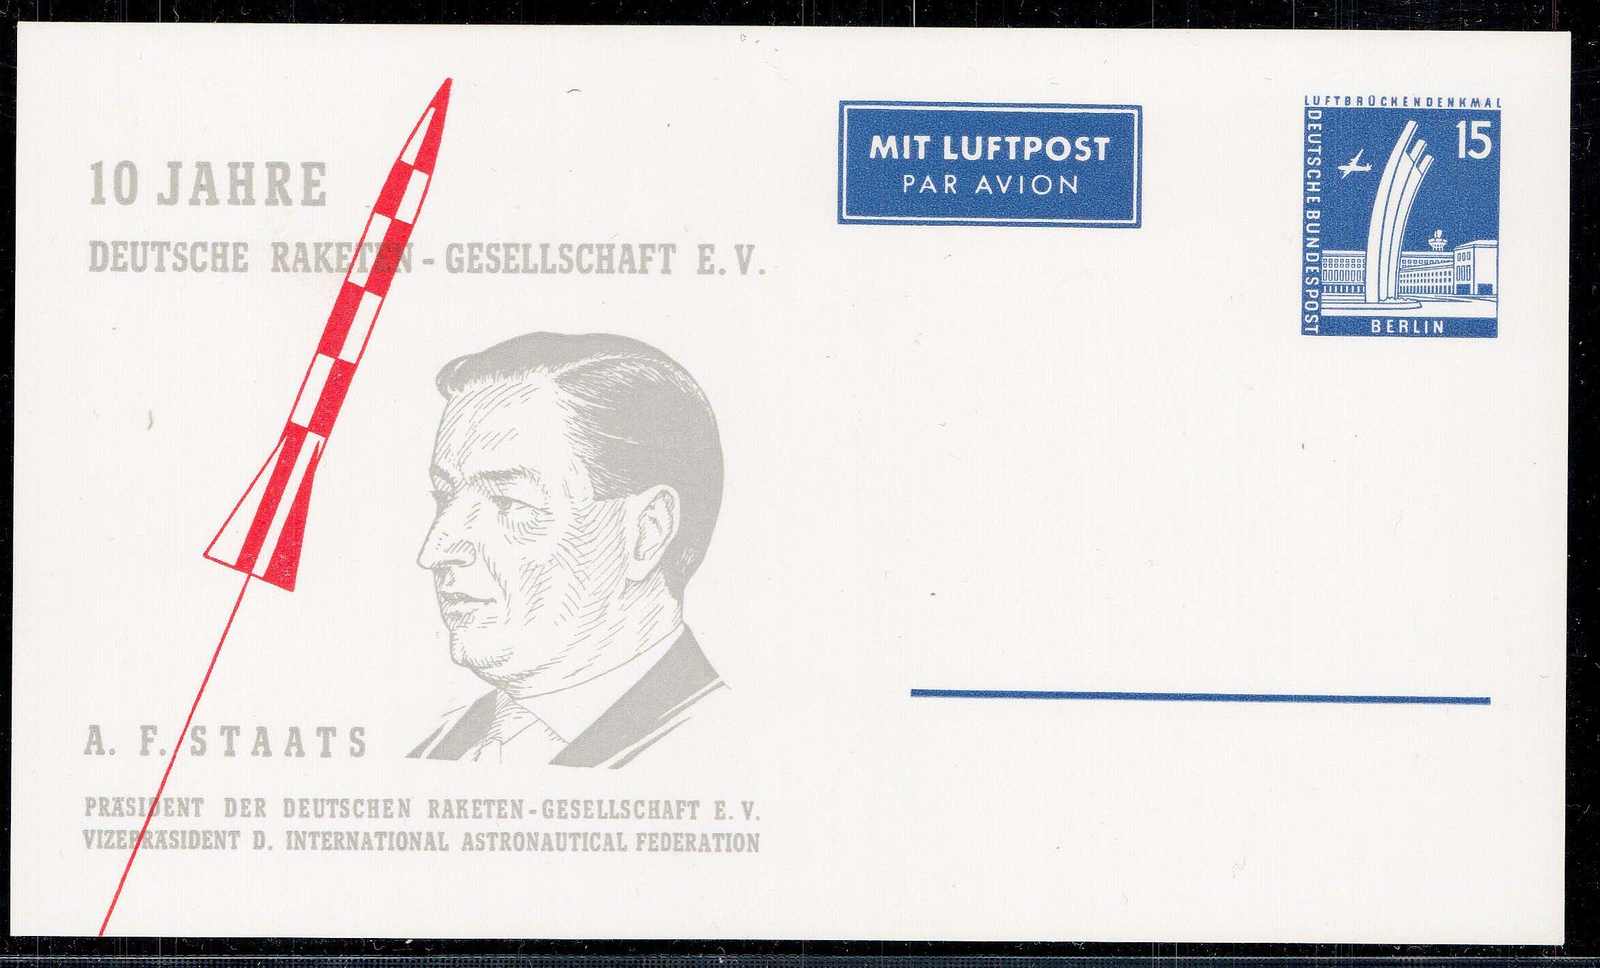 10 JAHRE
DEUTSCHE RAKETEN-GESELLSCHAFT E.V.
A. F. STAATS
PRÄSIDENT DER DEUTSCHEN RAKETEN-GESELLSCHAFT E.V.
VIZEPRÄSIDENT D. INTERNATIONAL ASTRONAUTICAL FEDERATION
MIT LUFTPOST
PAR AVION
LUFTBRÜCKENDENKMAL
DEUTSCHE BUNDESPOST
15
BERLIN